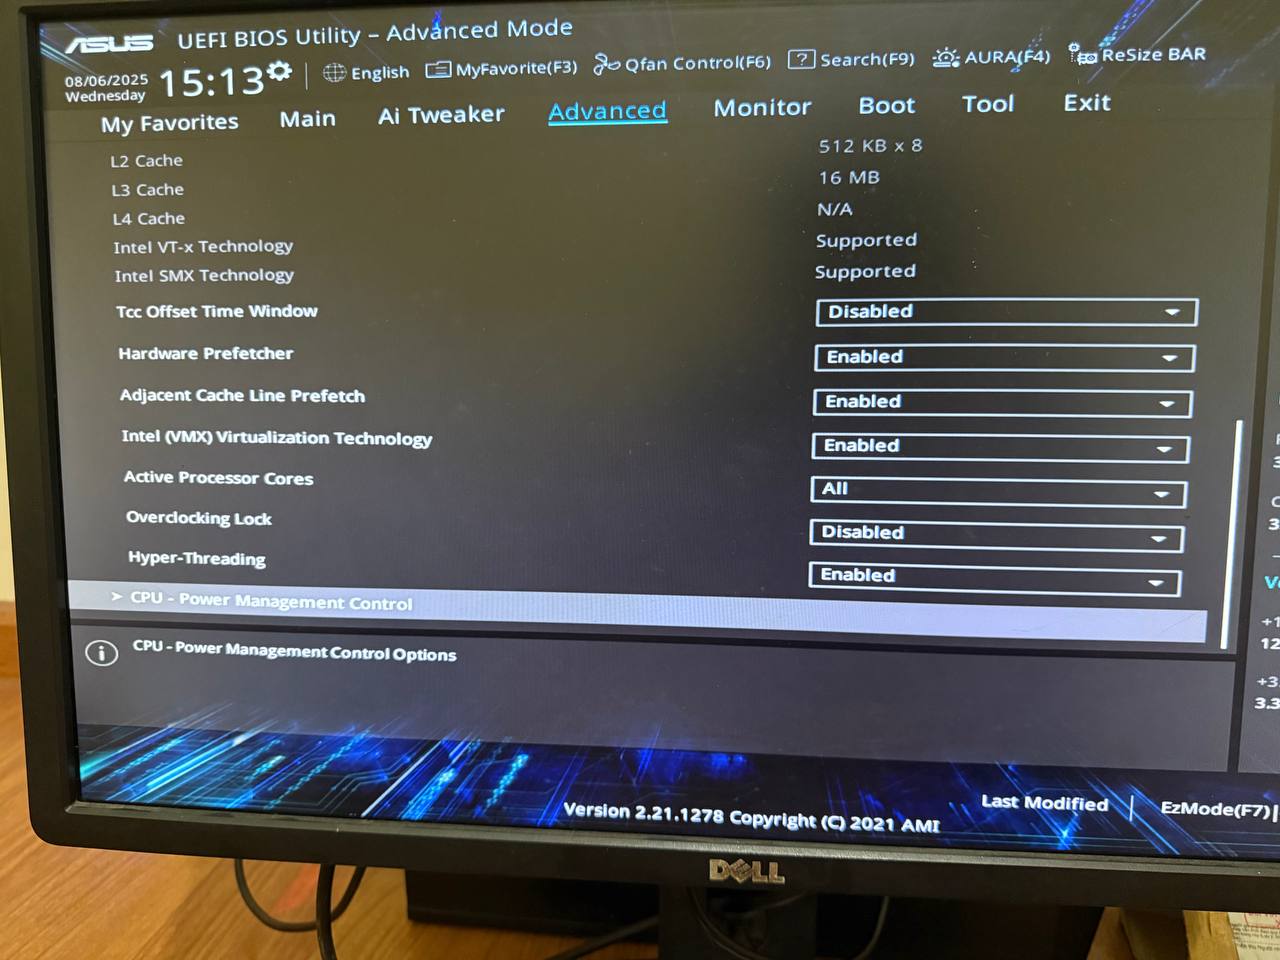 ASUS UEFI BIOS Utility – Advanced Mode
08/06/2025
Wednesday
15:13
English
MyFavorite(F3)
Qfan Control(F6)
Search(F9)
AURA(F4)
ReSize BAR
My Favorites Main Ai Tweaker Advanced Monitor Boot Tool Exit
L2 Cache 512 KB x 8
L3 Cache 16 MB
L4 Cache N/A
Intel VT-x Technology Supported
Intel SMX Technology Supported
Tcc Offset Time Window Disabled
Hardware Prefetcher Enabled
Adjacent Cache Line Prefetch Enabled
Intel (VMX) Virtualization Technology Enabled
Active Processor Cores All
Overclocking Lock Disabled
Hyper-Threading Enabled
> CPU - Power Management Control
CPU - Power Management Control Options
+1
12
+3
3.3
Last Modified
EzMode(F7)
Version 2.21.1278 Copyright (C) 2021 AMI
DELL